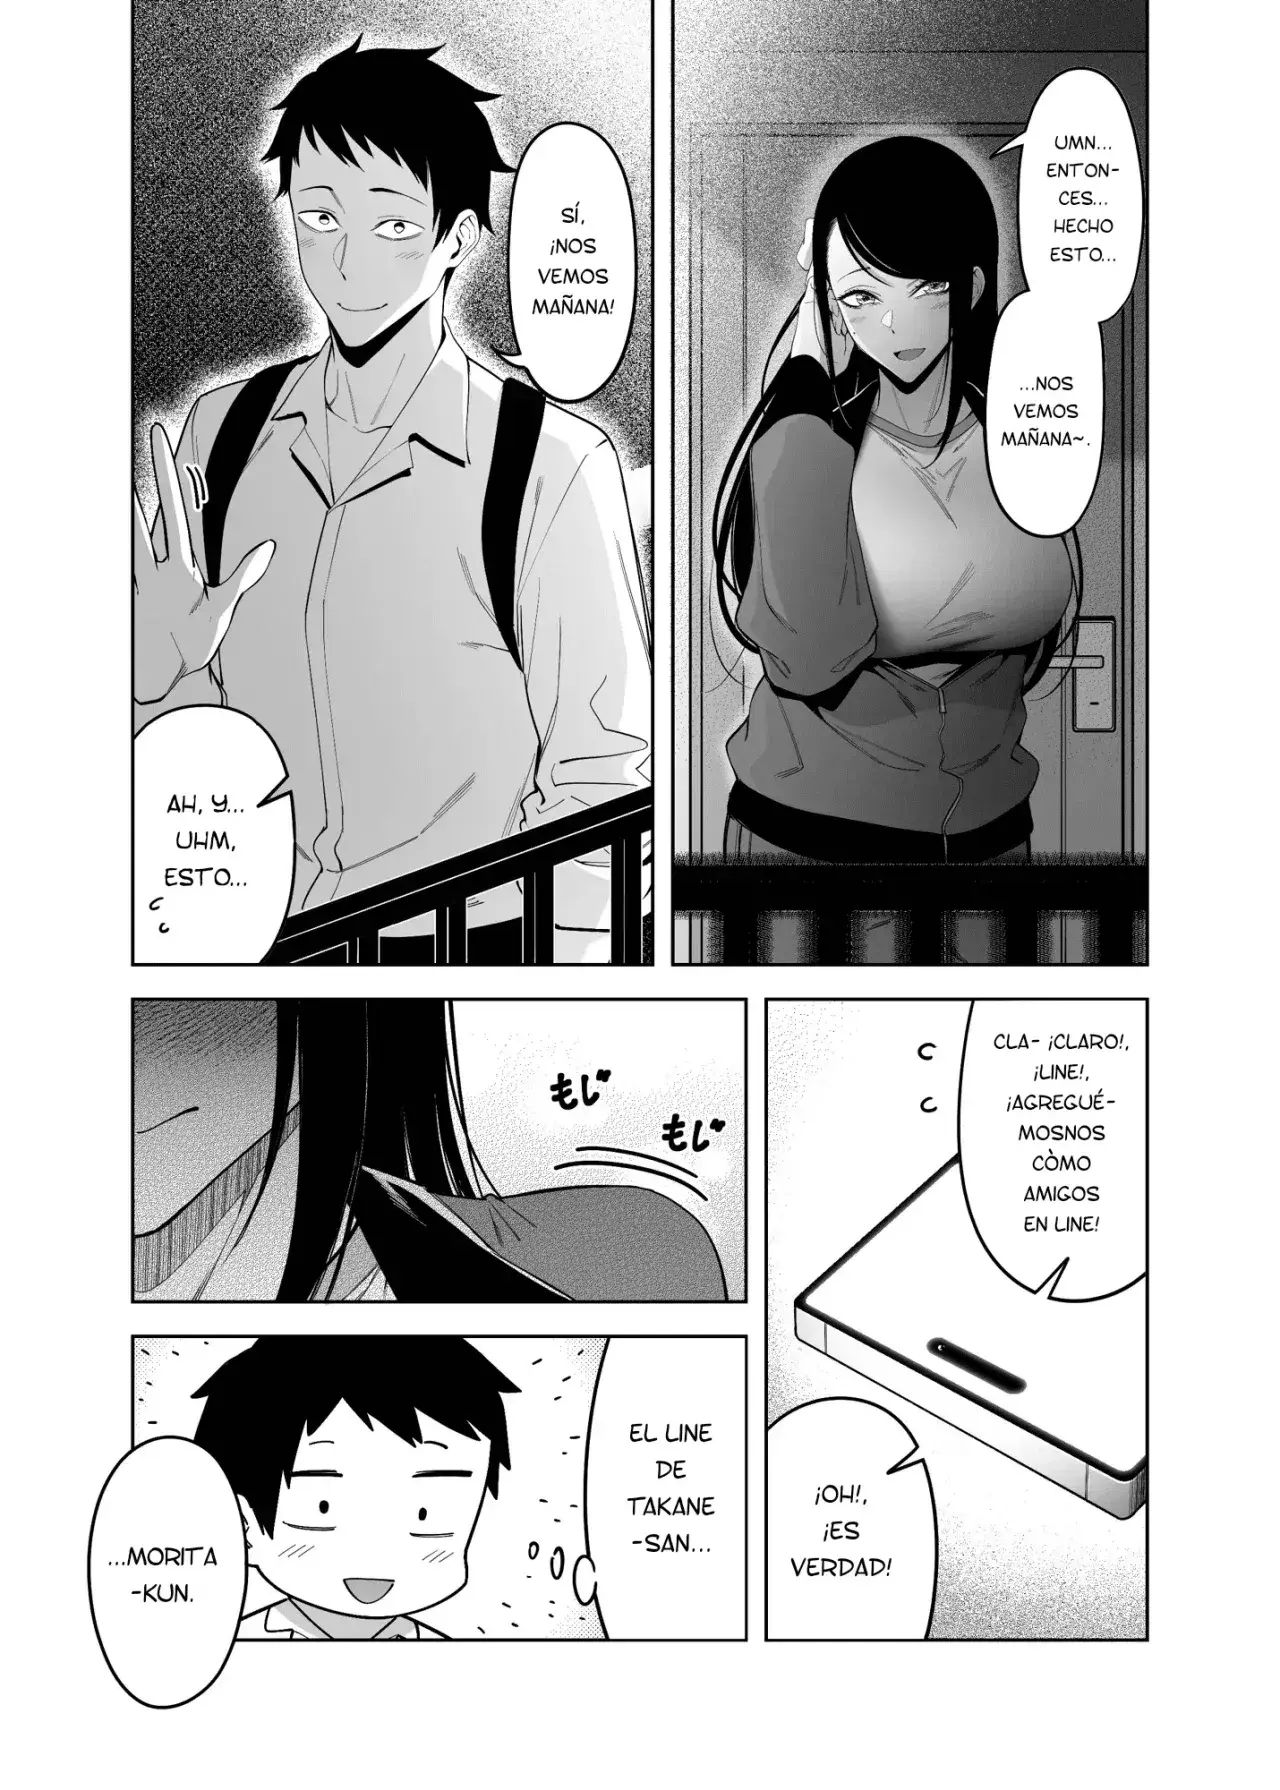 UMN...
ENTON-
CES...
HECHO
ESTO...
...NOS
VEMOS
MAÑANA~.
SÍ,
¡NOS
VEMOS
MAÑANA!
AH, Y...
UHM,
ESTO...
CLA- ¡CLARO!,
¡LINE!,
¡AGREGUÉ-
MOSNOS
CÒMO
AMIGOS
EN LINE!
¡OH!,
¡ES
VERDAD!
もじ
もじ
EL LINE
DE
TAKANE
-SAN...
...MORITA
-KUN.